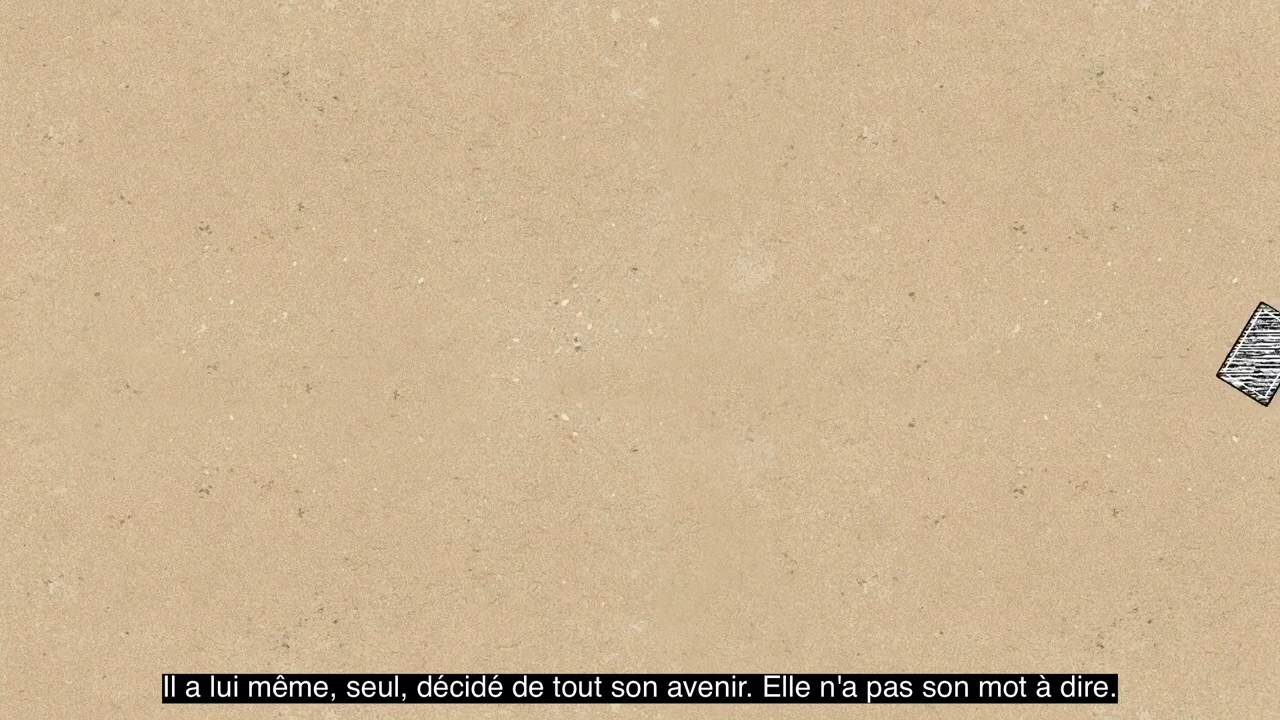 Il a lui même, seul, décidé de tout son avenir. Elle n'a pas son mot à dire.